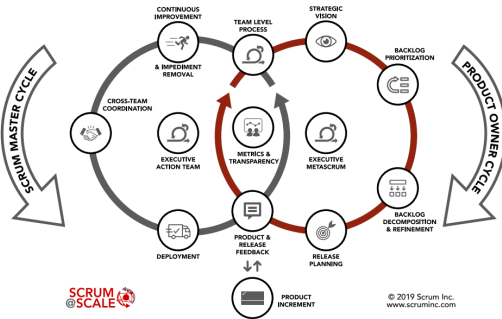 CONTINUOUS
IMPROVEMENT
& IMPEDIMENT
REMOVAL
TEAM LEVEL
PROCESS
STRATEGIC
VISION
BACKLOG
PRIORITIZATION
SCRUM MASTER CYCLE
PRODUCT OWNER CYCLE
CROSS-TEAM
COORDINATION
EXECUTIVE
ACTION TEAM
METRICS &
TRANSPARENCY
EXECUTIVE
METASCRUM
BACKLOG
DECOMPOSITION
& REFINEMENT
DEPLOYMENT
PRODUCT &
RELEASE
FEEDBACK
RELEASE
PLANNING
PRODUCT
INCREMENT
SCRUM
@SCALE
© 2019 Scrum Inc.
www.scruminc.com